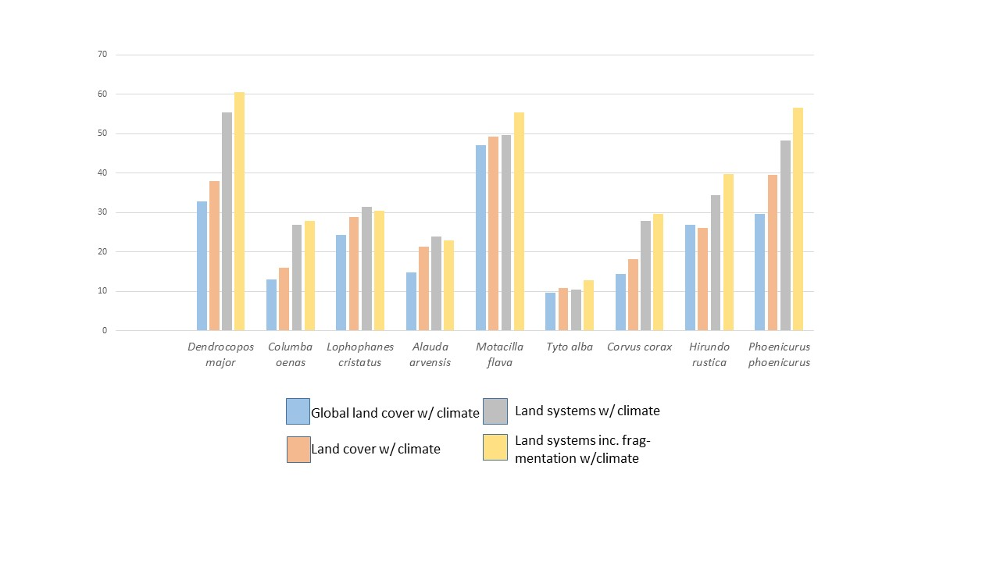 70
60
50
40
30
20
10
0
Dendrocopos major
Columba oenas
Lophophanes cristatus
Alauda arvensis
Motacilla flava
Tyto alba
Corvus corax
Hirundo rustica
Phoenicurus phoenicurus
Global land cover w/ climate
Land systems w/ climate
Land cover w/ climate
Land systems inc. frag-
mentation w/climate